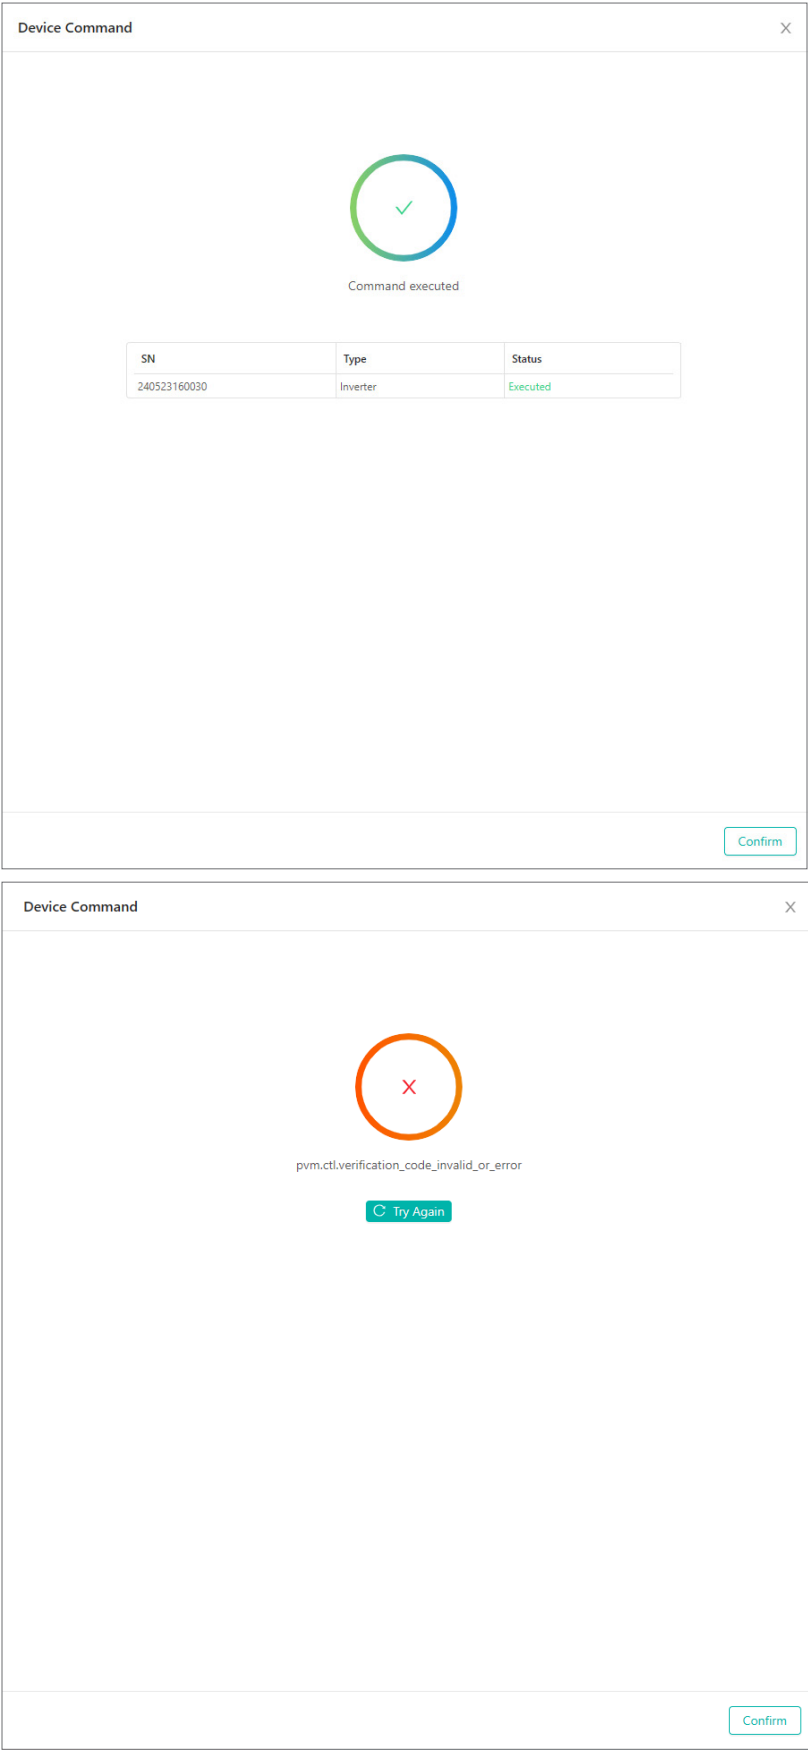 Device Command
Command executed
SN Type Status
240523160030 Inverter Executed
Confirm
Device Command
pvm.ctl.verification_code_invalid_or_error
Try Again
Confirm